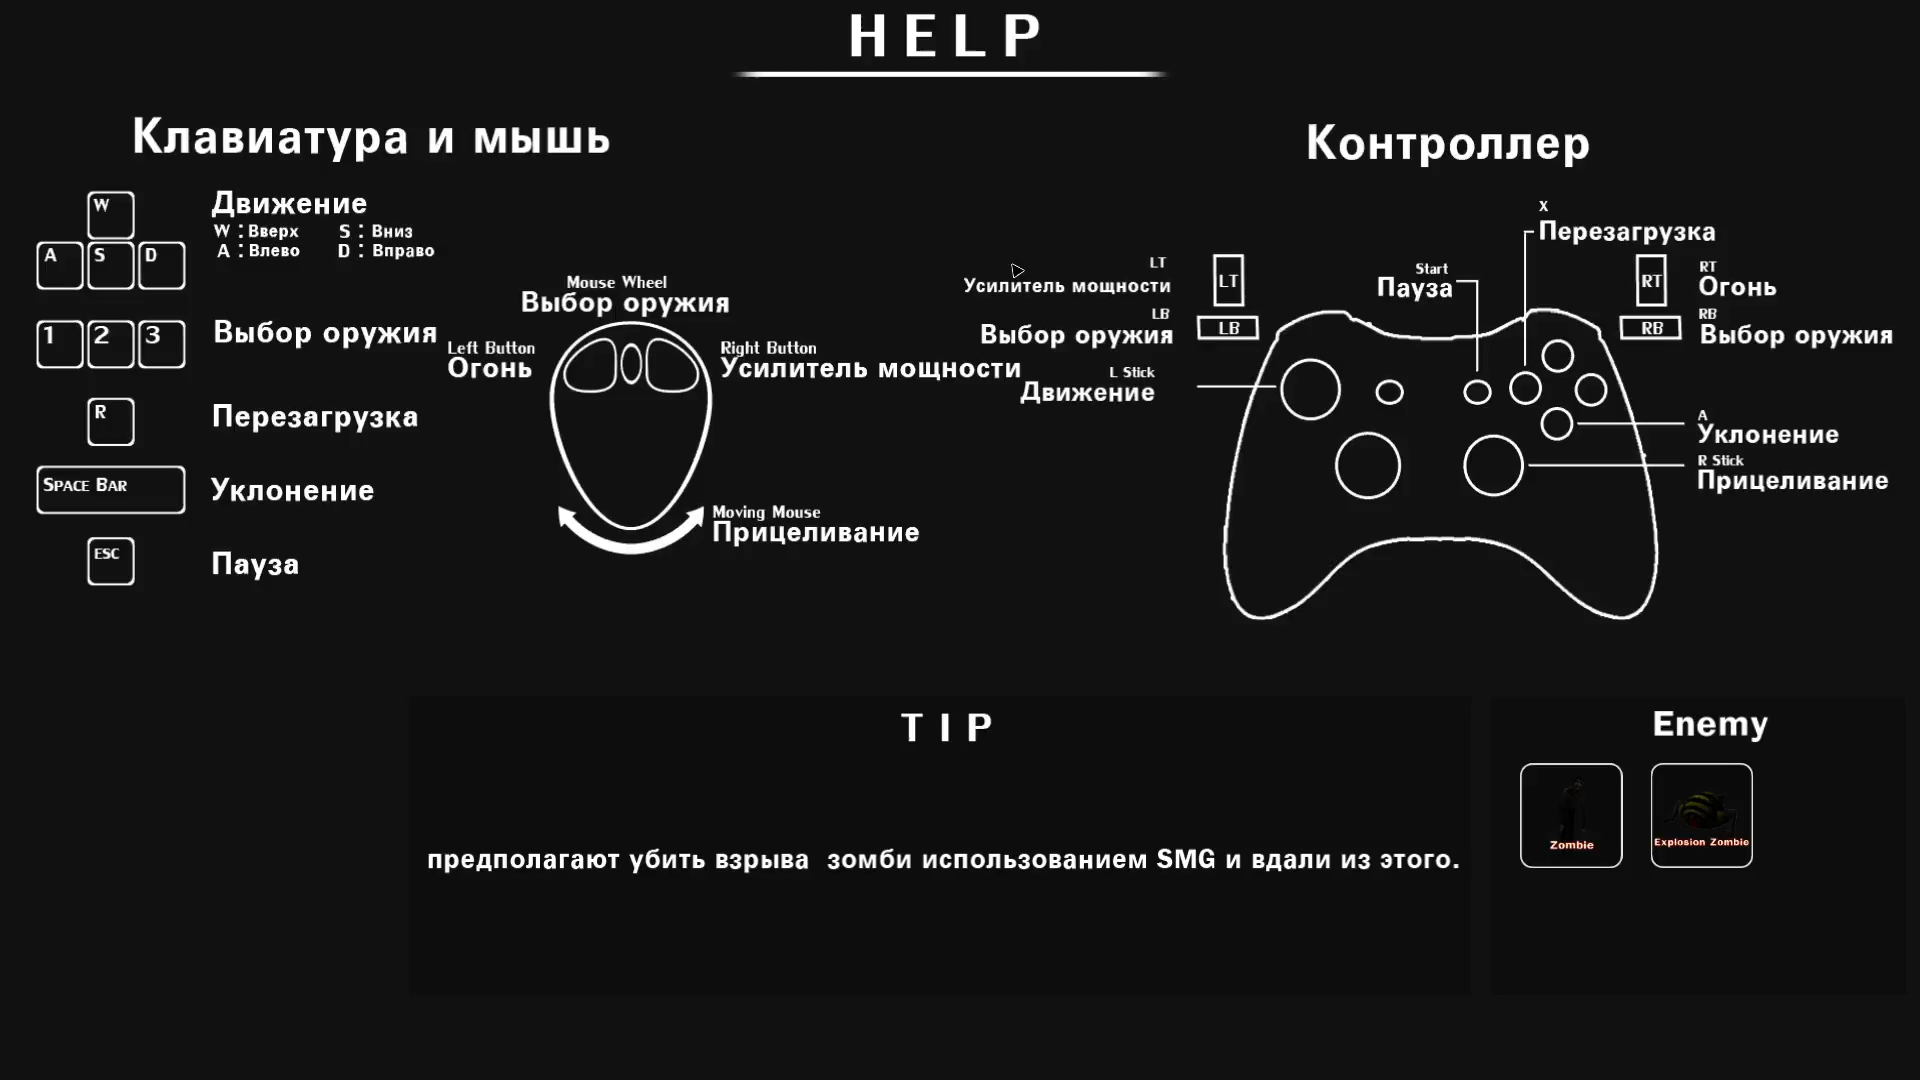 HELP
Клавиатура и мышь
W
A S D
Движение
W : Вверх S : Вниз
A : Влево D : Вправо
1 2 3
Выбор оружия
R
Перезагрузка
SPACE BAR
Уклонение
ESC
Пауза
Mouse Wheel
Выбор оружия
Left Button
Огонь
Right Button
Усилитель мощности
Moving Mouse
Прицеливание
Контроллер
X
Перезагрузка
LT
Усилитель мощности
LT
LB
Выбор оружия
LB
L Stick
Движение
Start
Пауза
RT
RT
Огонь
RB
RB
Выбор оружия
A
Уклонение
R Stick
Прицеливание
TIP
предполагают убить взрыва зомби использованием SMG и вдали из этого.
Enemy
Zombie
Explosion Zombie